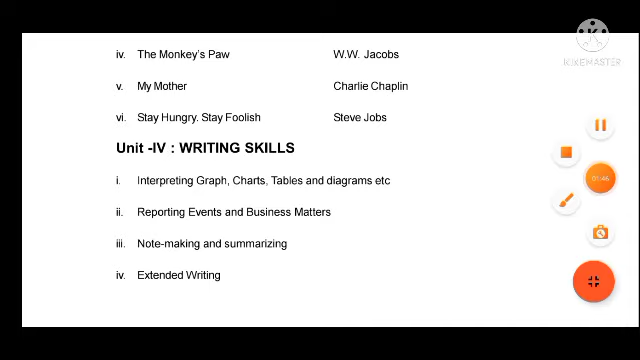 iv. The Monkey's Paw W.W. Jacobs
KINEMASTER
v. My Mother Charlie Chaplin
vi. Stay Hungry. Stay Foolish Steve Jobs
Unit -IV : WRITING SKILLS
i. Interpreting Graph, Charts, Tables and diagrams etc
01:46
ii. Reporting Events and Business Matters
iii. Note-making and summarizing
iv. Extended Writing